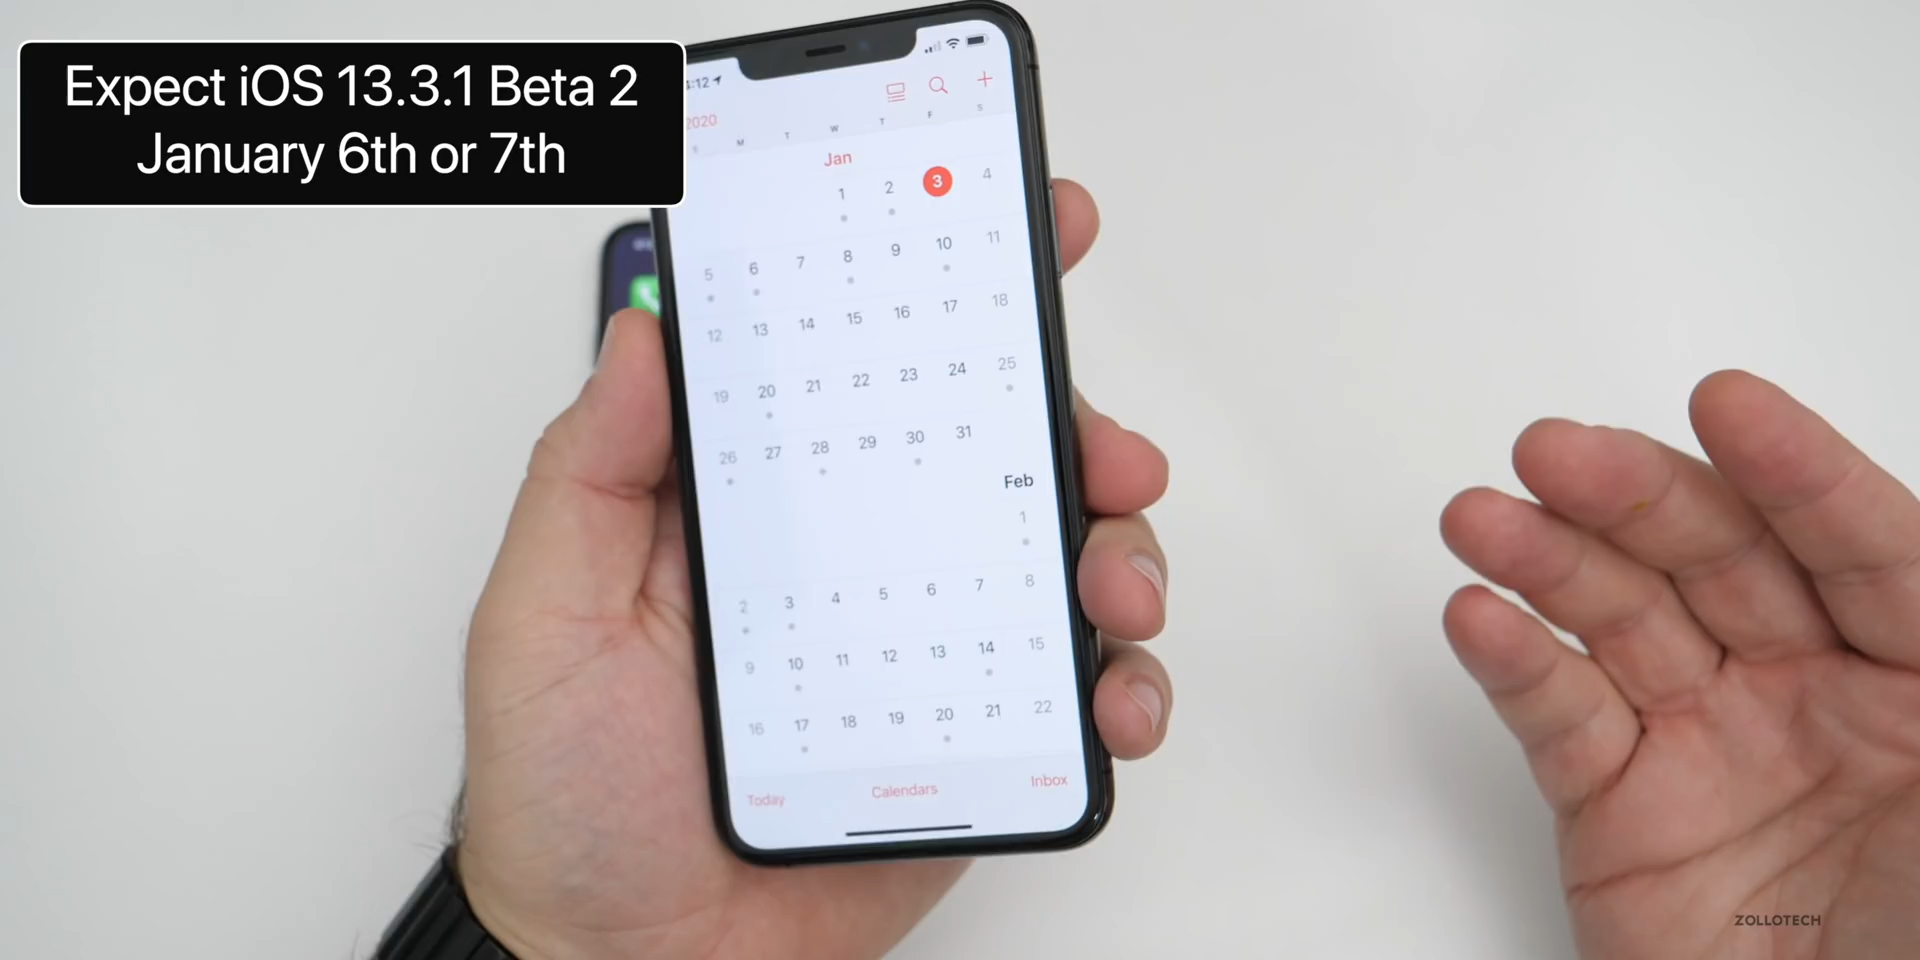 Expect iOS 13.3.1 Beta 2
January 6th or 7th
:12
2020
S M T W T F S
Jan
1 2 3 4
5 6 7 8 9 10 11
12 13 14 15 16 17 18
19 20 21 22 23 24 25
26 27 28 29 30 31
Feb
1
2 3 4 5 6 7 8
9 10 11 12 13 14 15
16 17 18 19 20 21 22
Today Calendars Inbox
ZOLLOTECH